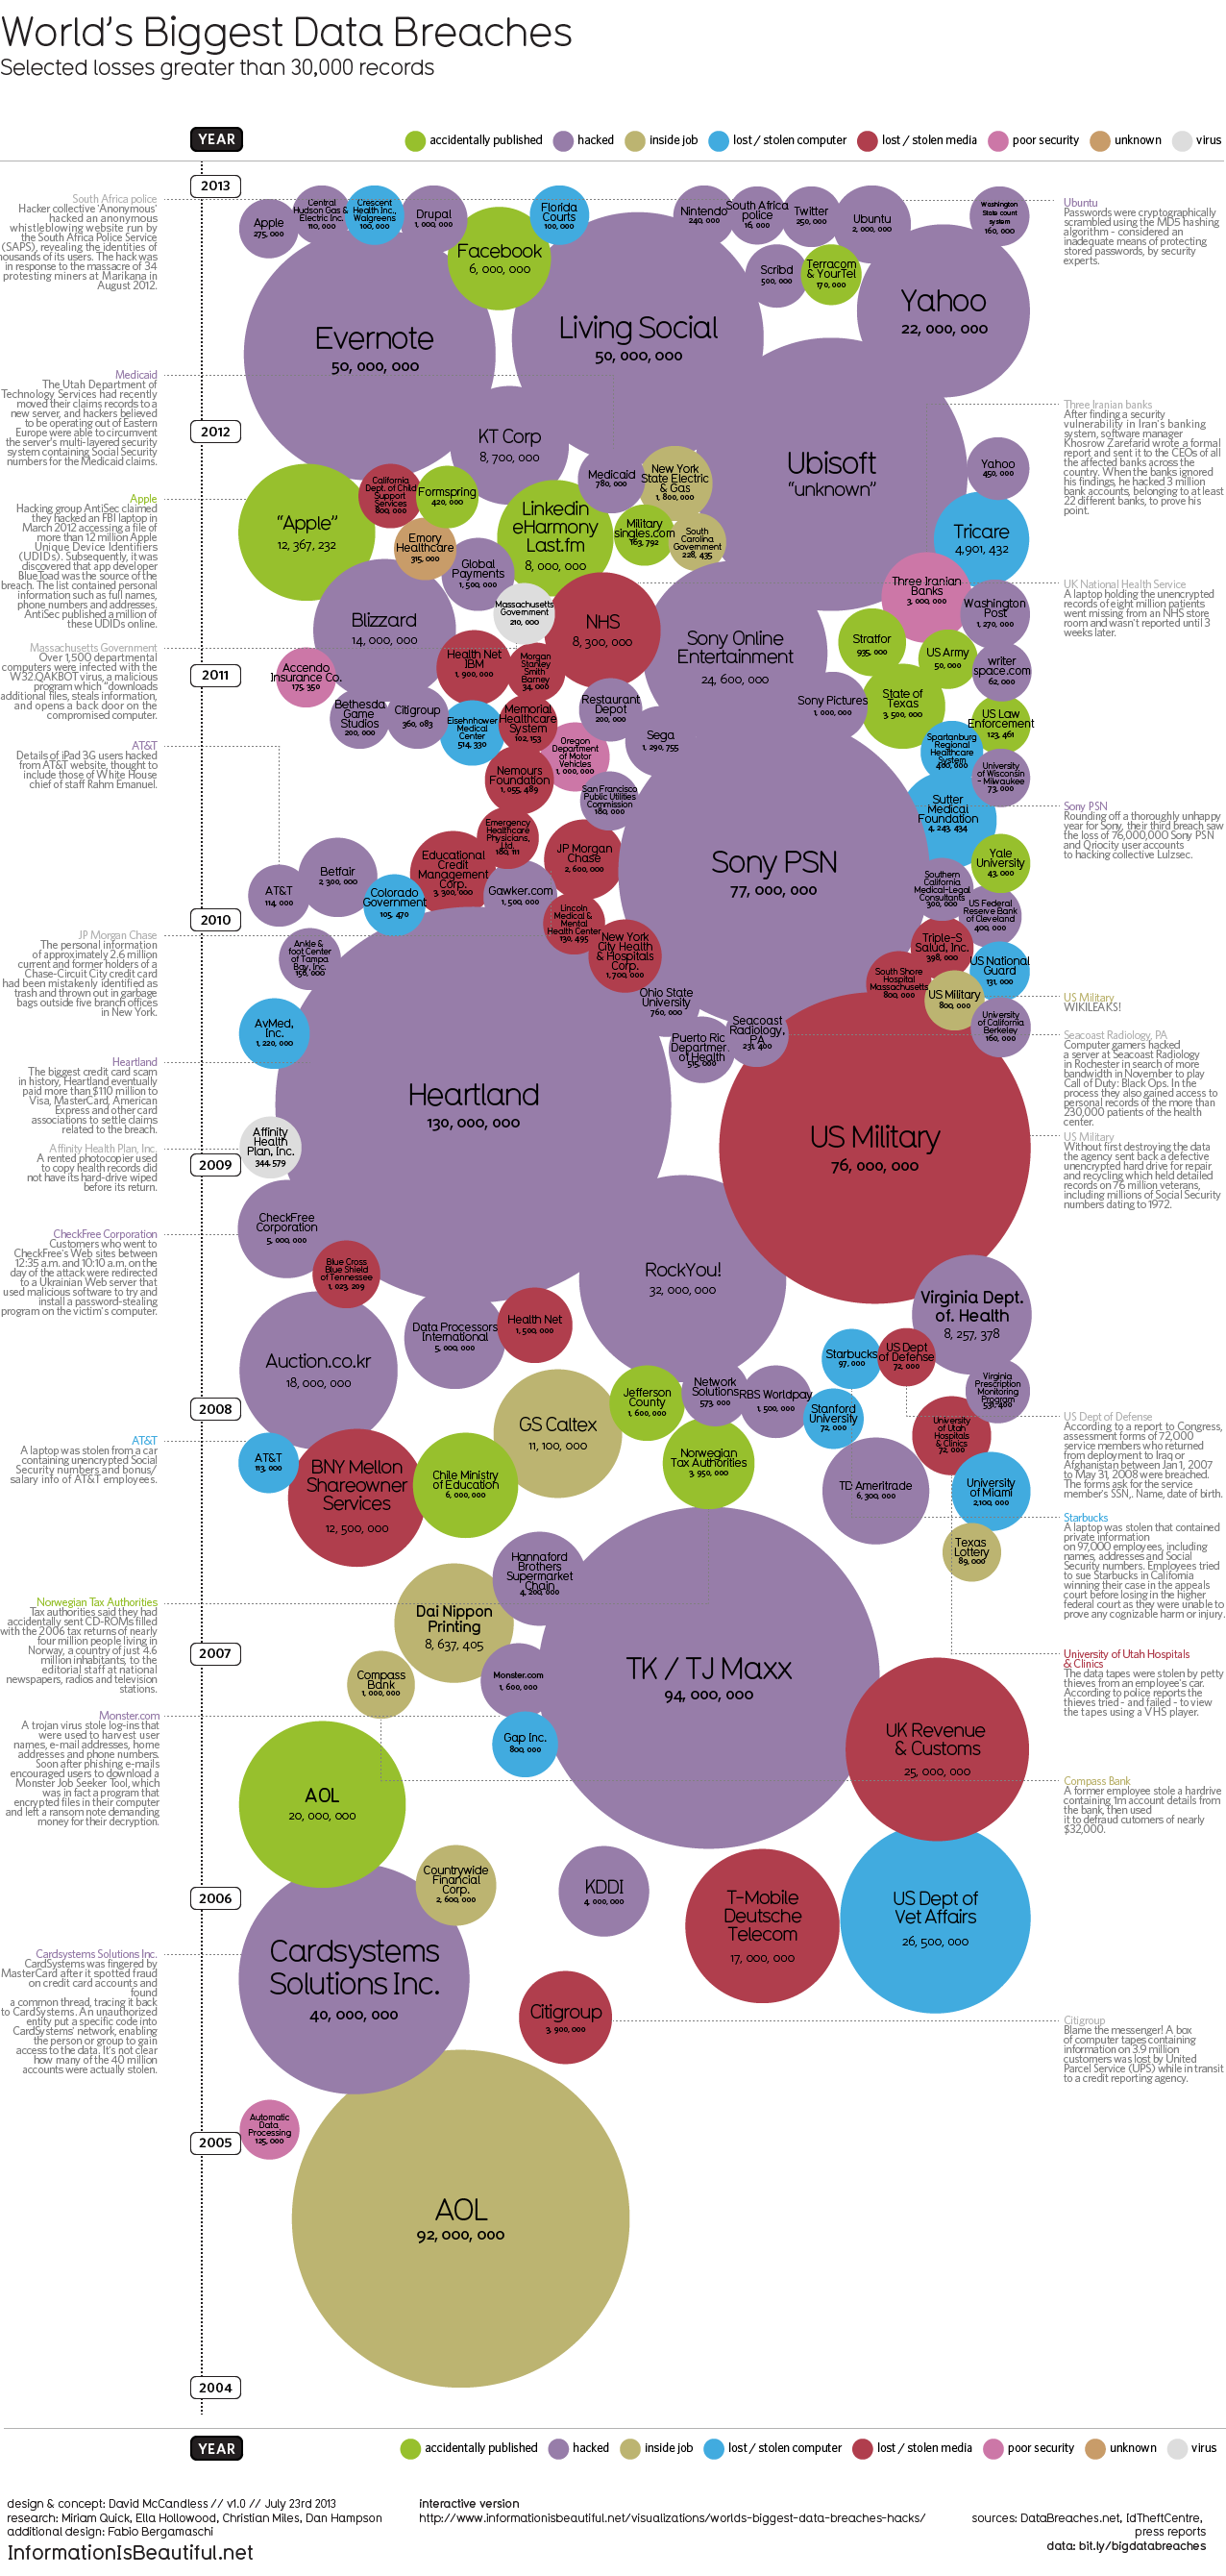 World's Biggest Data Breaches
Selected losses greater than 30,000 records
YEAR
accidentally published
hacked
inside job
lost / stolen computer
lost / stolen media
poor security
unknown
virus
2013
South Africa police
Hacker collective 'Anonymous'
hacked an anonymous
whistleblowing website run by
the South Africa Police Service
(SAPS), revealing the identities of
thousands of its users. The hack was
in response to the massacre of 34
protesting miners at Marikana in
August 2012.
Apple
275, 000
Central
Hudson Gas &
Electric Inc.
110, 000
Crescent
Health Inc.,
Walgreens
100, 000
Drupal
1, 000, 000
Facebook
6, 000, 000
Florida
Courts
100, 000
Nintendo
240, 000
South Africa
police
16, 000
Twitter
250, 000
Ubuntu
2, 000, 000
Washington
State court
system
160, 000
Scribd
500, 000
Terracom
& YourTel
170, 000
Yahoo
22, 000, 000
Evernote
50, 000, 000
Living Social
50, 000, 000
Ubuntu
Passwords were cryptographically
scrambled using the MD5 hashing
algorithm - considered an
inadequate means of protecting
stored passwords, by security
experts.
Medicaid
The Utah Department of
Technology Services had recently
moved their claims records to a
new server, and hackers believed
to be operating out of Eastern
Europe were able to circumvent
the server's multi-layered security
system containing Social Security
numbers for the Medicaid claims.
2012
KT Corp
8, 700, 000
Medicaid
780, 000
New York
State Electric
& Gas
1, 800, 000
Ubisoft
"unknown"
Yahoo
450, 000
Three Iranian banks
After finding a security
vulnerability in Iran's banking
system, software manager
Khosrow Zarefarid wrote a formal
report and sent it to the CEOs of all
the affected banks across the
country. When the banks ignored
his findings, he hacked 3 million
bank accounts, belonging to at least
22 different banks, to prove his
point.
Apple
Hacking group AntiSec claimed
they hacked an FBI laptop in
March 2012 accessing a file of
more than 12 million Apple
Unique Device Identifiers
(UDIDs). Subsequently, it was
discovered that app developer
BlueToad was the source of the
breach. The list contained personal
information such as full names,
phone numbers and addresses.
AntiSec published a million of
these UDIDs online.
"Apple"
12, 367, 232
California
Dept. of Child
Support
Services
800, 000
Formspring
420, 000
Linkedin
eHarmony
Last.fm
8, 000, 000
Military
singles.com
163, 792
South
Carolina
Government
228, 435
Tricare
4,901, 432
Emory
Healthcare
315, 000
Global
Payments
1, 500, 000
Three Iranian
Banks
3, 000, 000
Washington
Post
1, 270, 000
Massachusetts
Government
210, 000
UK National Health Service
A laptop holding the unencrypted
records of eight million patients
went missing from an NHS store
room and wasn't reported until 3
weeks later.
Blizzard
14, 000, 000
NHS
8, 300, 000
Sony Online
Entertainment
24, 600, 000
Stratfor
935, 000
US Army
50, 000
writer
space.com
62, 000
Massachusetts Government
Over 1,500 departmental
computers were infected with the
W32.QAKBOT virus, a malicious
program which "downloads
additional files, steals information,
and opens a back door on the
compromised computer.
2011
Accendo
Insurance Co.
175, 350
Health Net
IBM
1, 900, 000
Morgan
Stanley
Smith
Barney
34, 000
Bethesda
Game
Studios
200, 000
Citigroup
360, 083
Eisenhnower
Medical
Center
514, 330
Memorial
Healthcare
System
102, 153
Restaurant
Depot
200, 000
Sony Pictures
1, 000, 000
State of
Texas
3, 500, 000
US Law
Enforcement
123, 461
Sega
1, 290, 755
Oregon
Department
of Motor
Vehicles
1, 000, 000
Spartanburg
Regional
Healthcare
System
400, 000
University
of Wisconsin
- Milwaukee
73, 000
AT&T
Details of iPad 3G users hacked
from AT&T website, thought to
include those of White House
chief of staff Rahm Emanuel.
Nemours
Foundation
1, 055, 489
San Francisco
Public Utilities
Commission
180, 000
Sutter
Medical
Foundation
4, 243, 434
Sony PSN
Rounding off a thoroughly unhappy
year for Sony, their third breach saw
the loss of 76,000,000 Sony PSN
and Qriocity user accounts
to hacking collective Lulzsec.
Emergency
Healthcare
Physicians,
Ltd.
180, 111
JP Morgan
Chase
2, 600, 000
Sony PSN
77, 000, 000
Yale
University
43, 000
Betfair
2, 300, 000
Educational
Credit
Management
Corp.
3, 300, 000
AT&T
114, 000
Colorado
Government
105, 470
Gawker.com
1, 500, 000
Southern
California
Medical-Legal
Consultants
300, 000
US Federal
Reserve Bank
of Cleveland
400, 000
2010
Lincoln
Medical &
Mental
Health Center
130, 495
JP Morgan Chase
The personal information
of approximately 2.6 million
current and former holders of a
Chase-Circuit City credit card
had been mistakenly identified as
trash and thrown out in garbage
bags outside five branch offices
in New York.
Ankle &
foot Center
of Tampa
Bay, Inc.
156, 000
New York
City Health
& Hospitals
Corp.
1, 700, 000
Triple-S
Salud, Inc.
398, 000
South Shore
Hospital
Massachusetts
800, 000
US National
Guard
131, 000
US Military
800, 000
US Military
WIKILEAKS!
Ohio State
University
760, 000
AvMed,
Inc.
1, 220, 000
Puerto Ric
Departmer
of Health
515, 000
Seacoast
Radiology,
PA
231, 400
University
of California
Berkeley
160, 000
Seacoast Radiology, PA
Computer gamers hacked
a server at Seacoast Radiology
in Rochester in search of more
bandwidth in November to play
Call of Duty: Black Ops. In the
process they also gained access to
personal records of the more than
230,000 patients of the health
center.
Heartland
The biggest credit card scam
in history, Heartland eventually
paid more than $110 million to
Visa, MasterCard, American
Express and other card
associations to settle claims
related to the breach.
Heartland
130, 000, 000
US Military
76, 000, 000
US Military
Without first destroying the data
the agency sent back a defective
unencrypted hard drive for repair
and recycling which held detailed
records on 76 million veterans,
including millions of Social Security
numbers dating to 1972.
Affinity Health Plan, Inc.
A rented photocopier used
to copy health records did
not have its hard-drive wiped
before its return.
Affinity
Health
Plan, Inc.
344, 579
2009
CheckFree Corporation
Customers who went to
CheckFree's Web sites between
12:35 a.m. and 10:10 a.m. on the
day of the attack were redirected
to a Ukrainian Web server that
used malicious software to try and
install a password-stealing
program on the victim's computer.
CheckFree
Corporation
5, 000, 000
Blue Cross
Blue Shield
of Tennessee
1, 023, 209
RockYou!
32, 000, 000
Virginia Dept.
of. Health
8, 257, 378
Data Processors
International
5, 000, 000
Health Net
1, 500, 000
Auction.co.kr
18, 000, 000
Starbucks
97, 000
US Dept
of Defense
72, 000
Virginia
Prescription
Monitoring
Program
531, 400
2008
GS Caltex
11, 100, 000
Jefferson
County
1, 600, 000
Network
Solutions
573, 000
RBS Worldpay
1, 500, 000
Stanford
University
72, 000
University
of Utah
Hospitals
& Clinics
72, 000
US Dept of Defense
According to a report to Congress,
assessment forms of 72,000
service members who returned
from deployment to Iraq or
Afghanistan between Jan 1, 2007
to May 31, 2008 were breached.
The forms ask for the service
member's SSN,. Name, date of birth.
AT&T
A laptop was stolen from a car
containing unencrypted Social
Security numbers and bonus/
salary info of AT&T employees.
AT&T
113, 000
BNY Mellon
Shareowner
Services
12, 500, 000
Chile Ministry
of Education
6, 000, 000
Norwegian
Tax Authorities
3, 950, 000
TD Ameritrade
6, 300, 000
University
of Miami
2,100, 000
Starbucks
A laptop was stolen that contained
private information
on 97,000 employees, including
names, addresses and Social
Security numbers. Employees tried
to sue Starbucks in California
winning their case in the appeals
court before losing in the higher
federal court as they were unable to
prove any cognizable harm or injury.
Texas
Lottery
89, 000
Hannaford
Brothers
Supermarket
Chain
4, 200, 000
Norwegian Tax Authorities
Tax authorities said they had
accidentally sent CD-ROMs filled
with the 2006 tax returns of nearly
four million people living in
Norway, a country of just 4.6
million inhabitants, to the
editorial staff at national
newspapers, radios and television
stations.
Dai Nippon
Printing
8, 637, 405
2007
Compass
Bank
1, 000, 000
Monster.com
1, 600, 000
TK / TJ Maxx
94, 000, 000
University of Utah Hospitals
& Clinics
The data tapes were stolen by petty
thieves from an employee's car.
According to police reports the
thieves tried - and failed - to view
the tapes using a VHS player.
Monster.com
A trojan virus stole log-ins that
were used to harvest user
names, e-mail addresses, home
addresses and phone numbers.
Soon after phishing e-mails
encouraged users to download a
Monster Job Seeker Tool, which
was in fact a program that
encrypted files in their computer
and left a ransom note demanding
money for their decryption.
Gap Inc.
800, 000
UK Revenue
& Customs
25, 000, 000
AOL
20, 000, 000
Compass Bank
A former employee stole a hardrive
containing 1m account details from
the bank, then used
it to defraud cutomers of nearly
$32,000.
2006
Countrywide
Financial
Corp.
2, 600, 000
KDDI
4, 000, 000
T-Mobile
Deutsche
Telecom
17, 000, 000
US Dept of
Vet Affairs
26, 500, 000
Cardsystems Solutions Inc.
CardSystems was fingered by
MasterCard after it spotted fraud
on credit card accounts and
found
a common thread, tracing it back
to CardSystems. An unauthorized
entity put a specific code into
CardSystems' network, enabling
the person or group to gain
access to the data. It's not clear
how many of the 40 million
accounts were actually stolen.
Cardsystems
Solutions Inc.
40, 000, 000
Citigroup
3, 900, 000
Citigroup
Blame the messenger! A box
of computer tapes containing
information on 3.9 million
customers was lost by United
Parcel Service (UPS) while in transit
to a credit reporting agency.
Automatic
Data
Processing
125, 000
2005
AOL
92, 000, 000
2004
YEAR
accidentally published
hacked
inside job
lost / stolen computer
lost / stolen media
poor security
unknown
virus
design & concept: David McCandless // v1.0 // July 23rd 2013
research: Miriam Quick, Ella Hollowood, Christian Miles, Dan Hampson
additional design: Fabio Bergamaschi
InformationIsBeautiful.net
interactive version
http://www.informationisbeautiful.net/visualizations/worlds-biggest-data-breaches-hacks/
sources: DataBreaches.net, IdTheftCentre,
press reports
data: bit.ly/bigdatabreaches